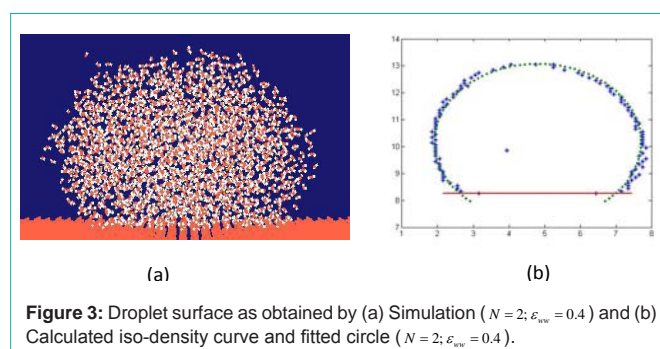 14
13
12
11
10
9
8
7
1 2 3 4 5 6 7 8
(a) (b)
Figure 3: Droplet surface as obtained by (a) Simulation ( N = 2; εww = 0.4 ) and (b)
Calculated iso-density curve and fitted circle ( N = 2; εww = 0.4 ).